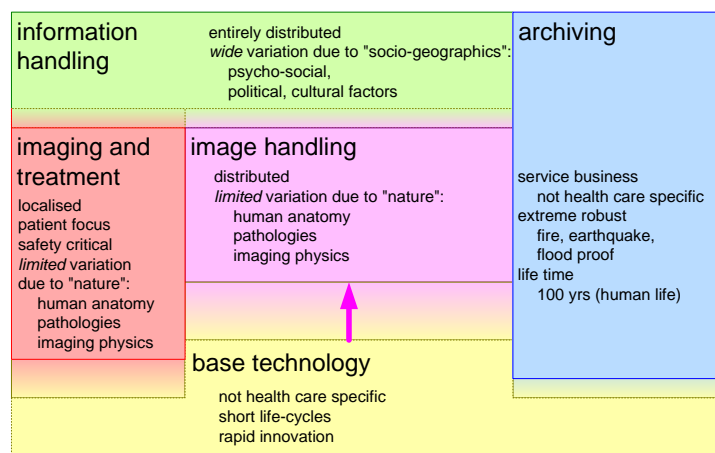 information
handling
entirely distributed
wide variation due to "socio-geographics":
psycho-social,
political, cultural factors
archiving
service business
not health care specific
extreme robust
fire, earthquake,
flood proof
life time
100 yrs (human life)
imaging and
treatment
localised
patient focus
safety critical
limited variation
due to "nature":
human anatomy
pathologies
imaging physics
image handling
distributed
limited variation due to "nature":
human anatomy
pathologies
imaging physics
base technology
not health care specific
short life-cycles
rapid innovation